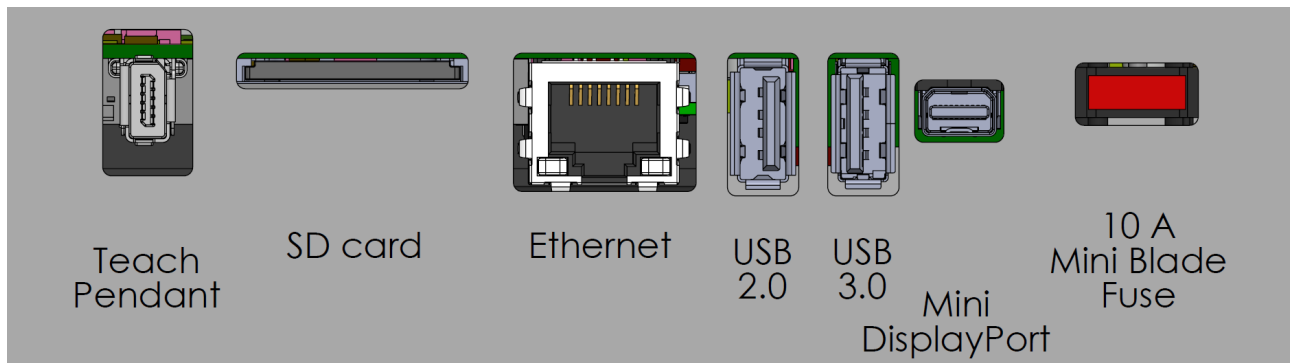 Teach
Pendant
SD card
Ethernet
USB
2.0
USB
3.0
Mini
DisplayPort
10 A
Mini Blade
Fuse